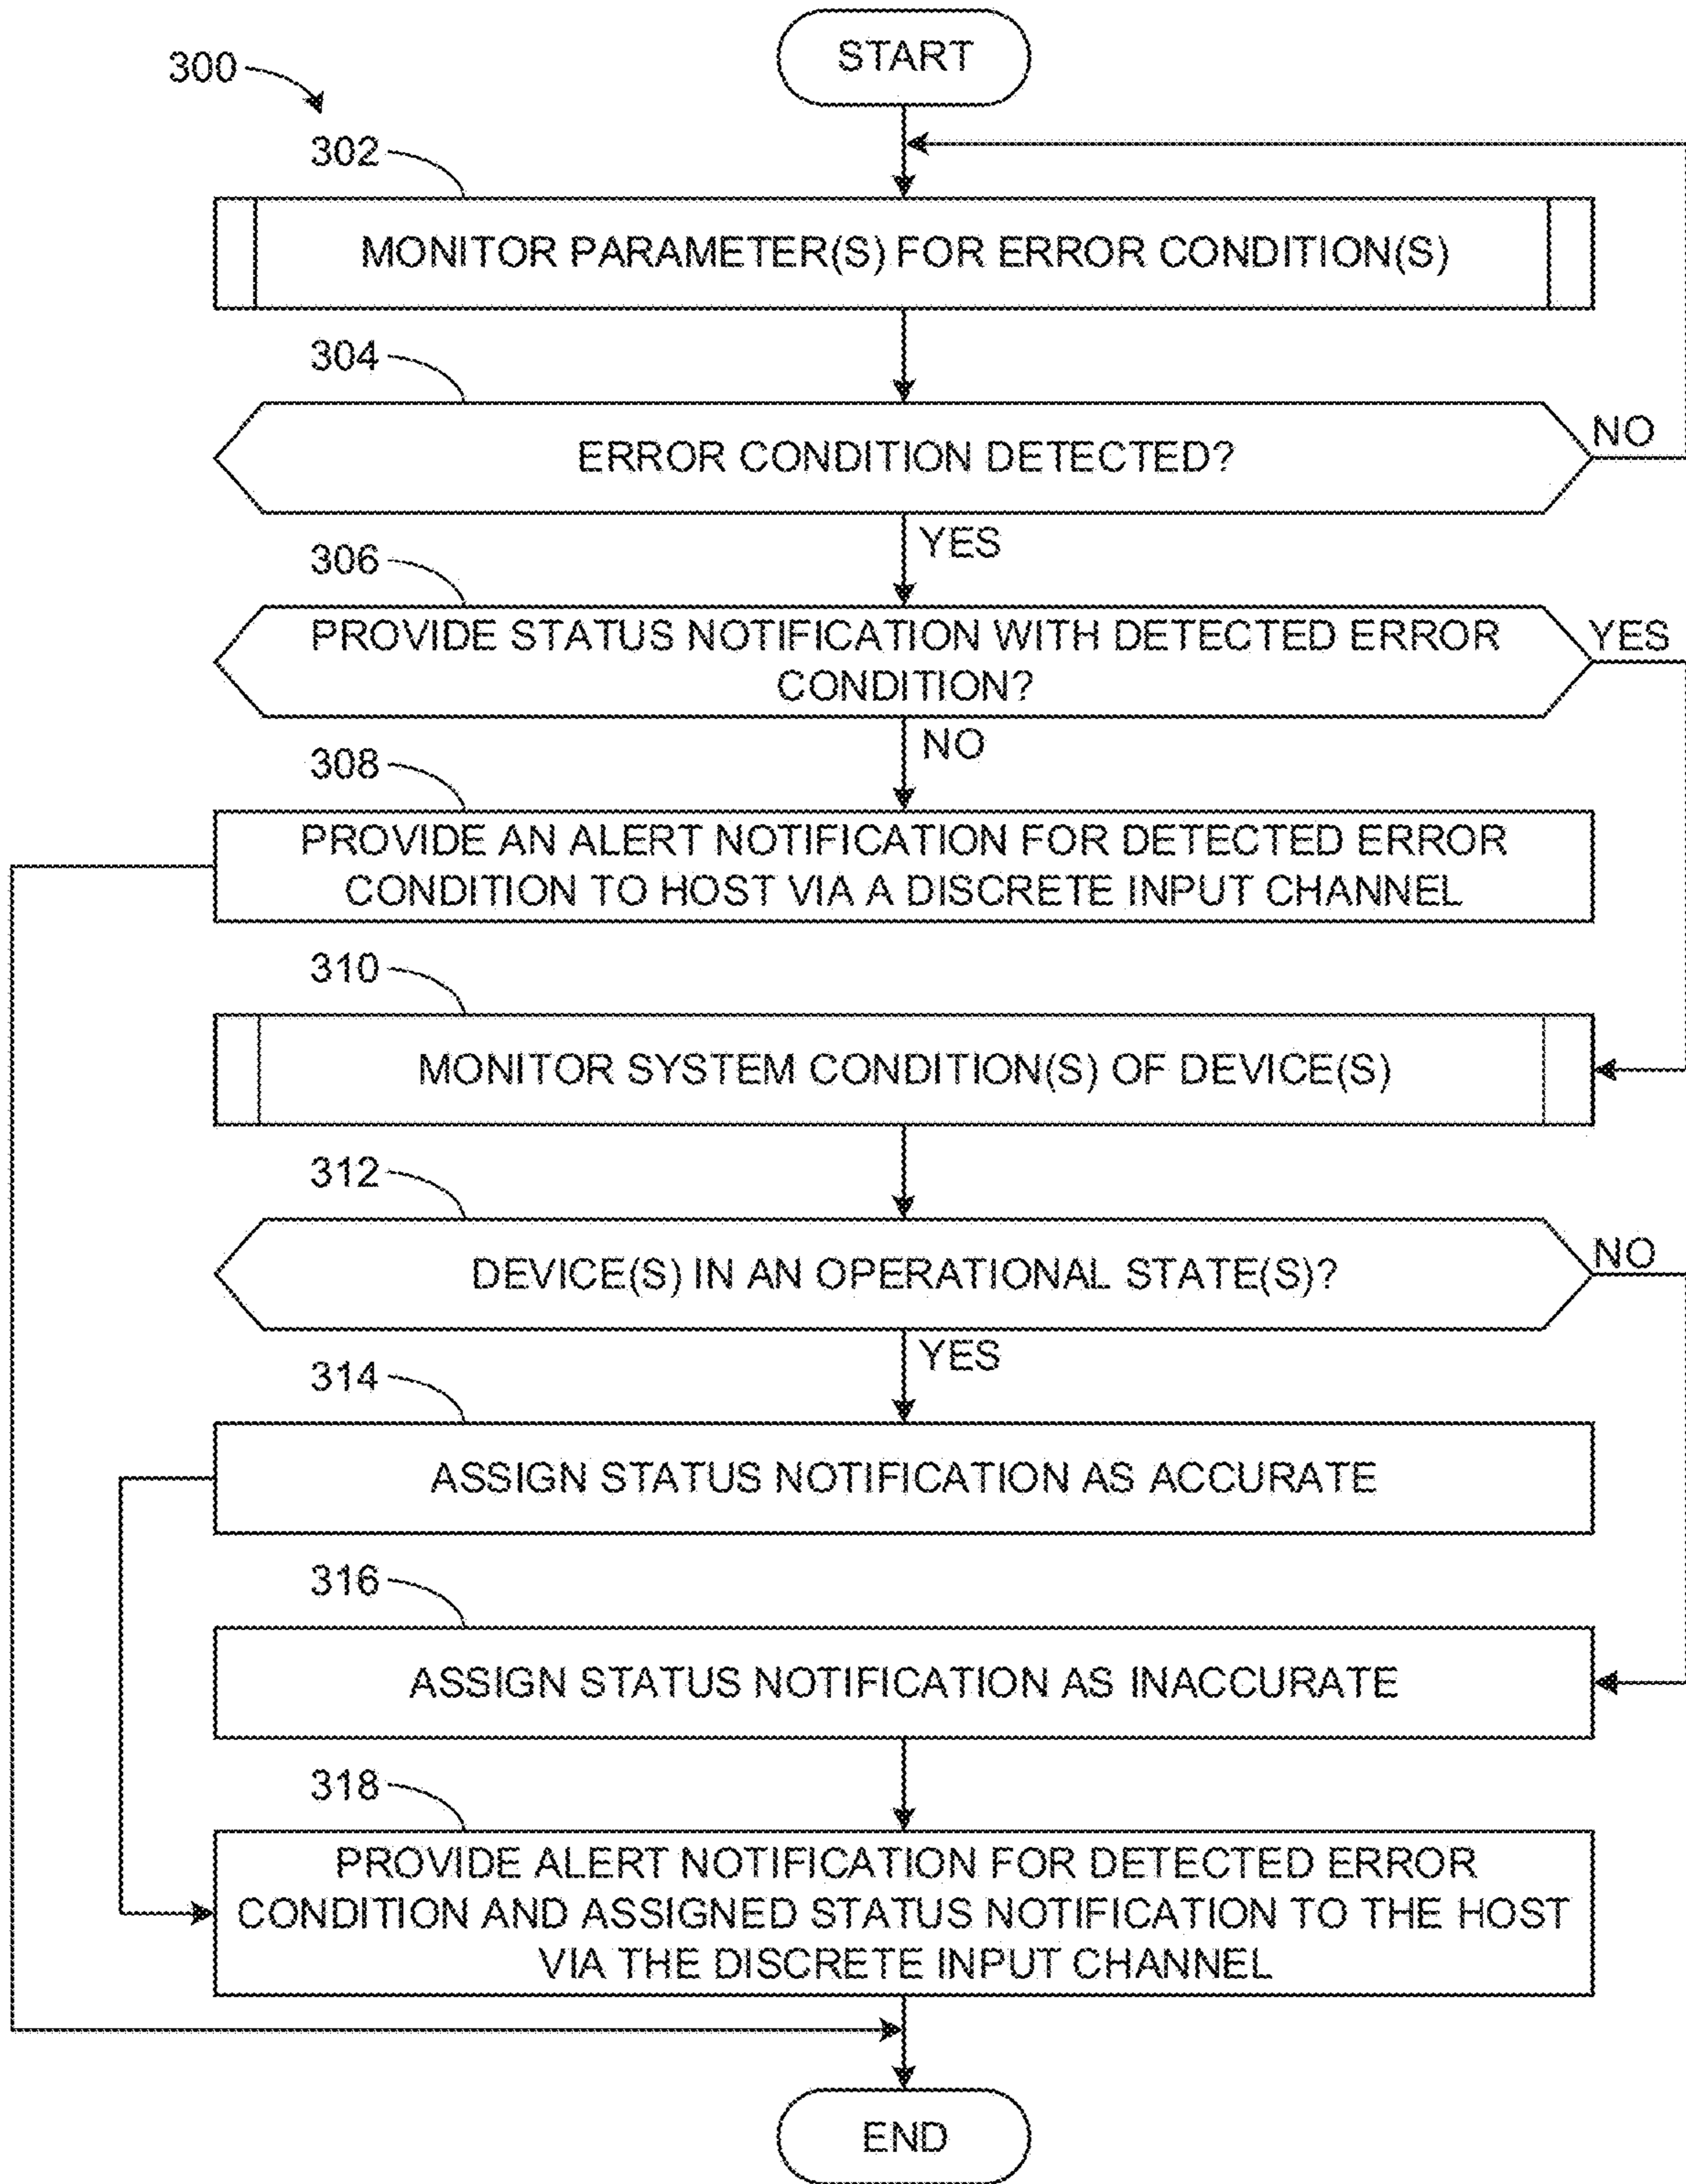 START
300
302
MONITOR PARAMETER(S) FOR ERROR CONDITION(S)
304
ERROR CONDITION DETECTED?
NO
YES
306
PROVIDE STATUS NOTIFICATION WITH DETECTED ERROR
CONDITION?
YES
NO
308
PROVIDE AN ALERT NOTIFICATION FOR DETECTED ERROR
CONDITION TO HOST VIA A DISCRETE INPUT CHANNEL
310
MONITOR SYSTEM CONDITION(S) OF DEVICE(S)
312
DEVICE(S) IN AN OPERATIONAL STATE(S)?
NO
YES
314
ASSIGN STATUS NOTIFICATION AS ACCURATE
316
ASSIGN STATUS NOTIFICATION AS INACCURATE
318
PROVIDE ALERT NOTIFICATION FOR DETECTED ERROR
CONDITION AND ASSIGNED STATUS NOTIFICATION TO THE HOST
VIA THE DISCRETE INPUT CHANNEL
END